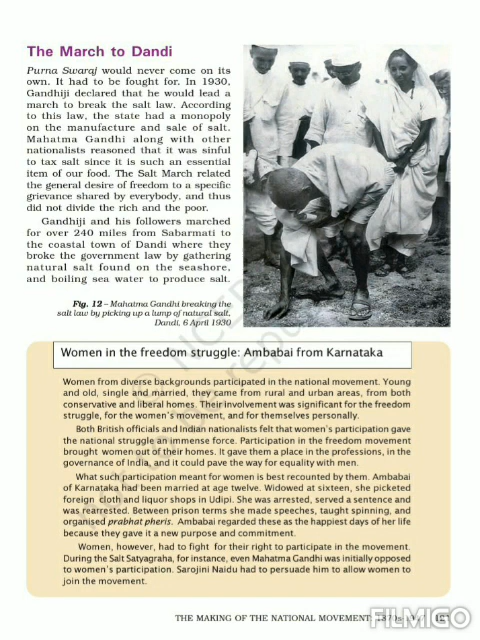 The March to Dandi
Purna Swaraj would never come on its
own. It had to be fought for. In 1930,
Gandhiji declared that he would lead a
march to break the salt law. According
to this law, the state had a monopoly
on the manufacture and sale of salt.
Mahatma Gandhi along with other
nationalists reasoned that it was sinful
to tax salt since it is such an essential
item of our food. The Salt March related
the general desire of freedom to a specific
grievance shared by everybody, and thus
did not divide the rich and the poor.
Gandhiji and his followers marched
for over 240 miles from Sabarmati to
the coastal town of Dandi where they
broke the government law by gathering
natural salt found on the seashore,
and boiling sea water to produce salt.
Fig. 12 – Mahatma Gandhi breaking the
salt law by picking up a lump of natural salt,
Dandi, 6 April 1930
Women in the freedom struggle: Ambabai from Karnataka
Women from diverse backgrounds participated in the national movement. Young
and old, single and married, they came from rural and urban areas, from both
conservative and liberal homes. Their involvement was significant for the freedom
struggle, for the women's movement, and for themselves personally.
Both British officials and Indian nationalists felt that women's participation gave
the national struggle an immense force. Participation in the freedom movement
brought women out of their homes. It gave them a place in the professions, in the
governance of India, and it could pave the way for equality with men.
What such participation meant for women is best recounted by them. Ambabai
of Karnataka had been married at age twelve. Widowed at sixteen, she picketed
foreign cloth and liquor shops in Udipi. She was arrested, served a sentence and
was rearrested. Between prison terms she made speeches, taught spinning, and
organised prabhat pheris. Ambabai regarded these as the happiest days of her life
because they gave it a new purpose and commitment.
Women, however, had to fight for their right to participate in the movement.
During the Salt Satyagraha, for instance, even Mahatma Gandhi was initially opposed
to women's participation. Sarojini Naidu had to persuade him to allow women to
join the movement.
THE MAKING OF THE NATIONAL MOVEMENT: 1870s
FILMIGO